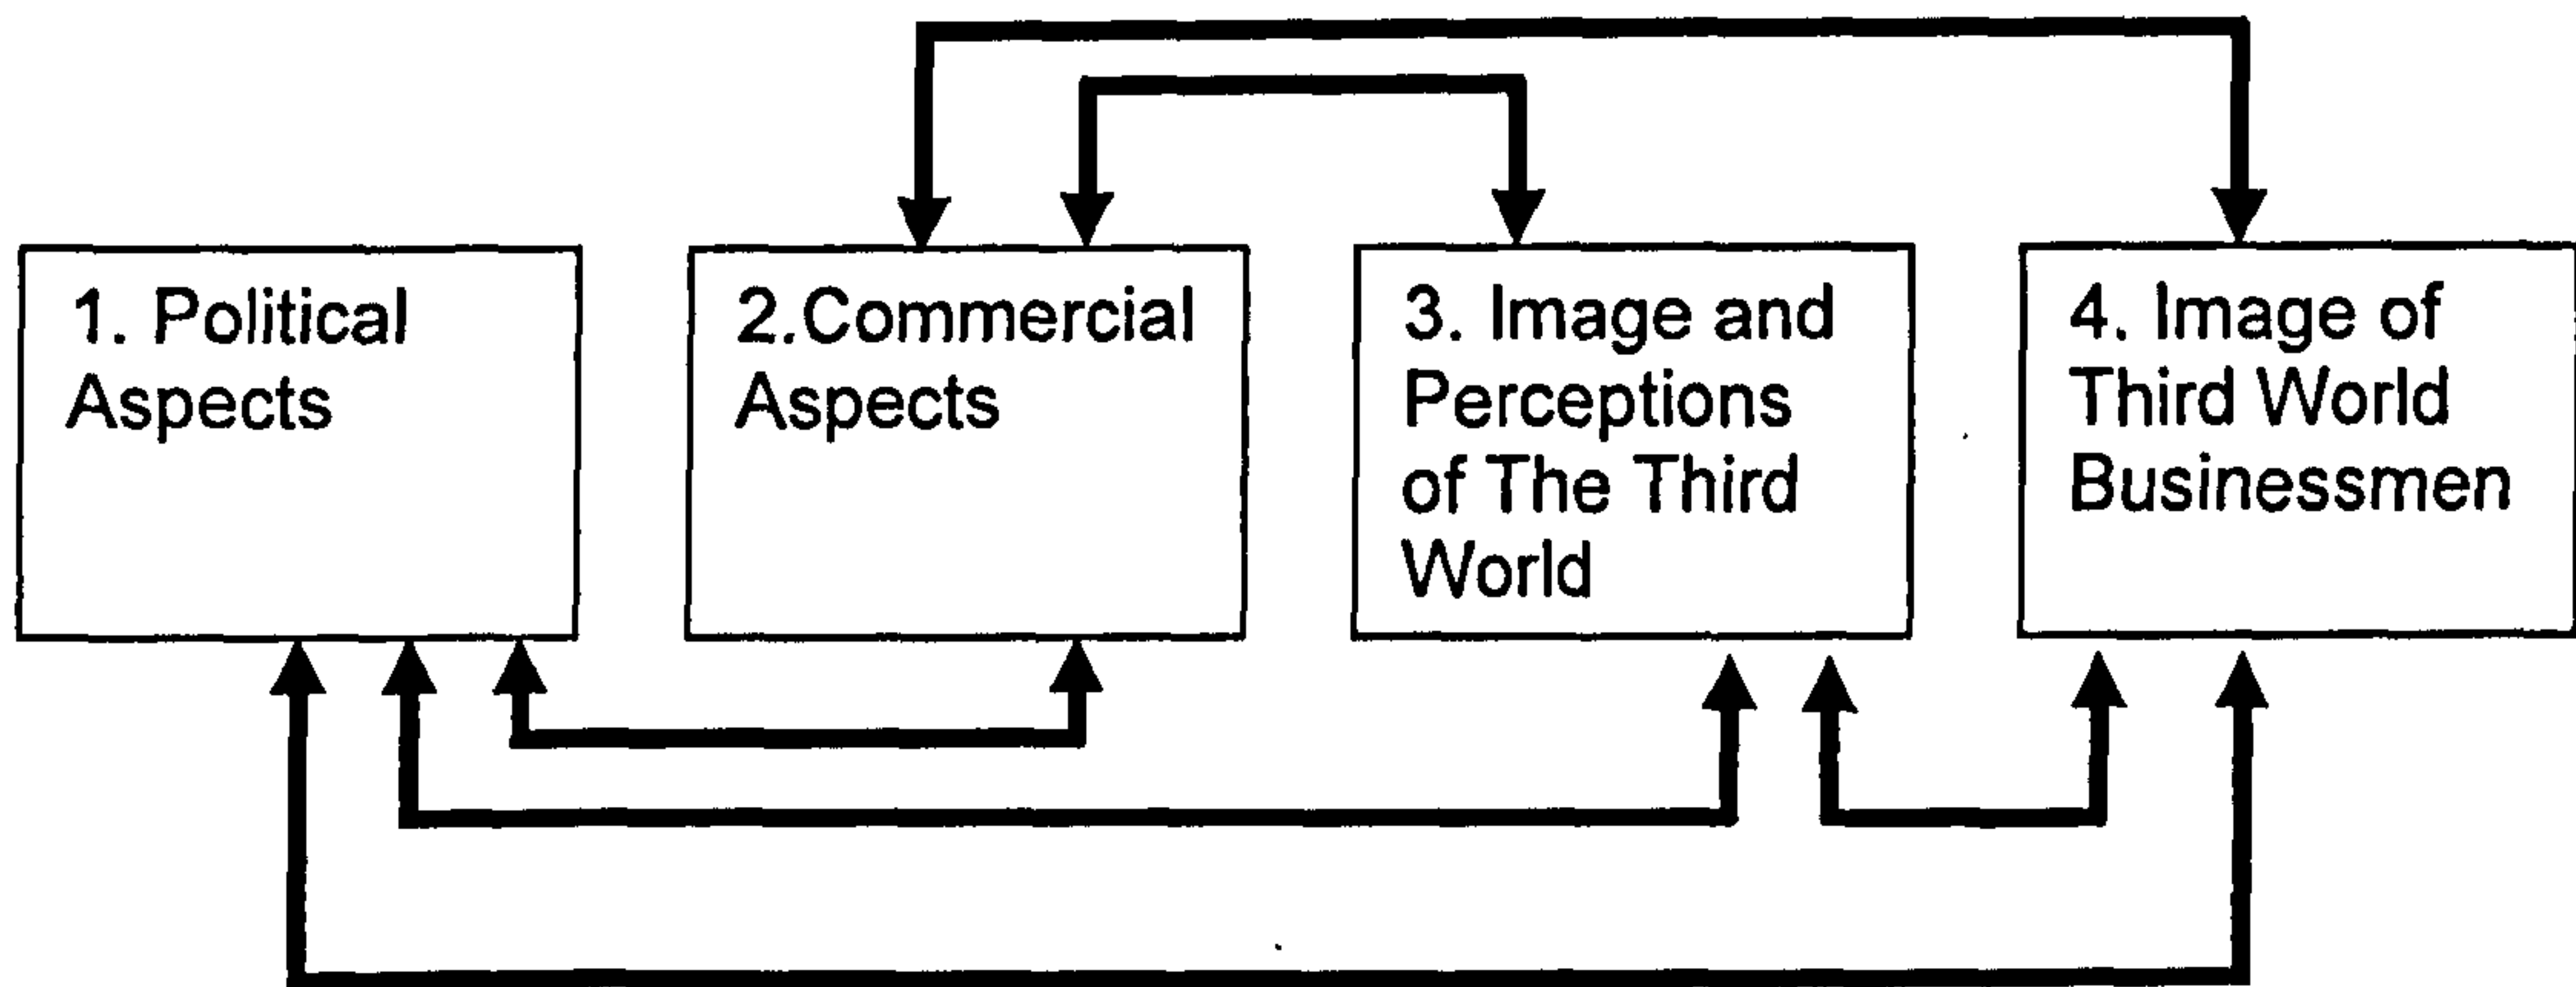 1. Political
Aspects
2.Commercial
Aspects
3. Image and
Perceptions
of The Third
World
4. Image of
Third World
Businessmen